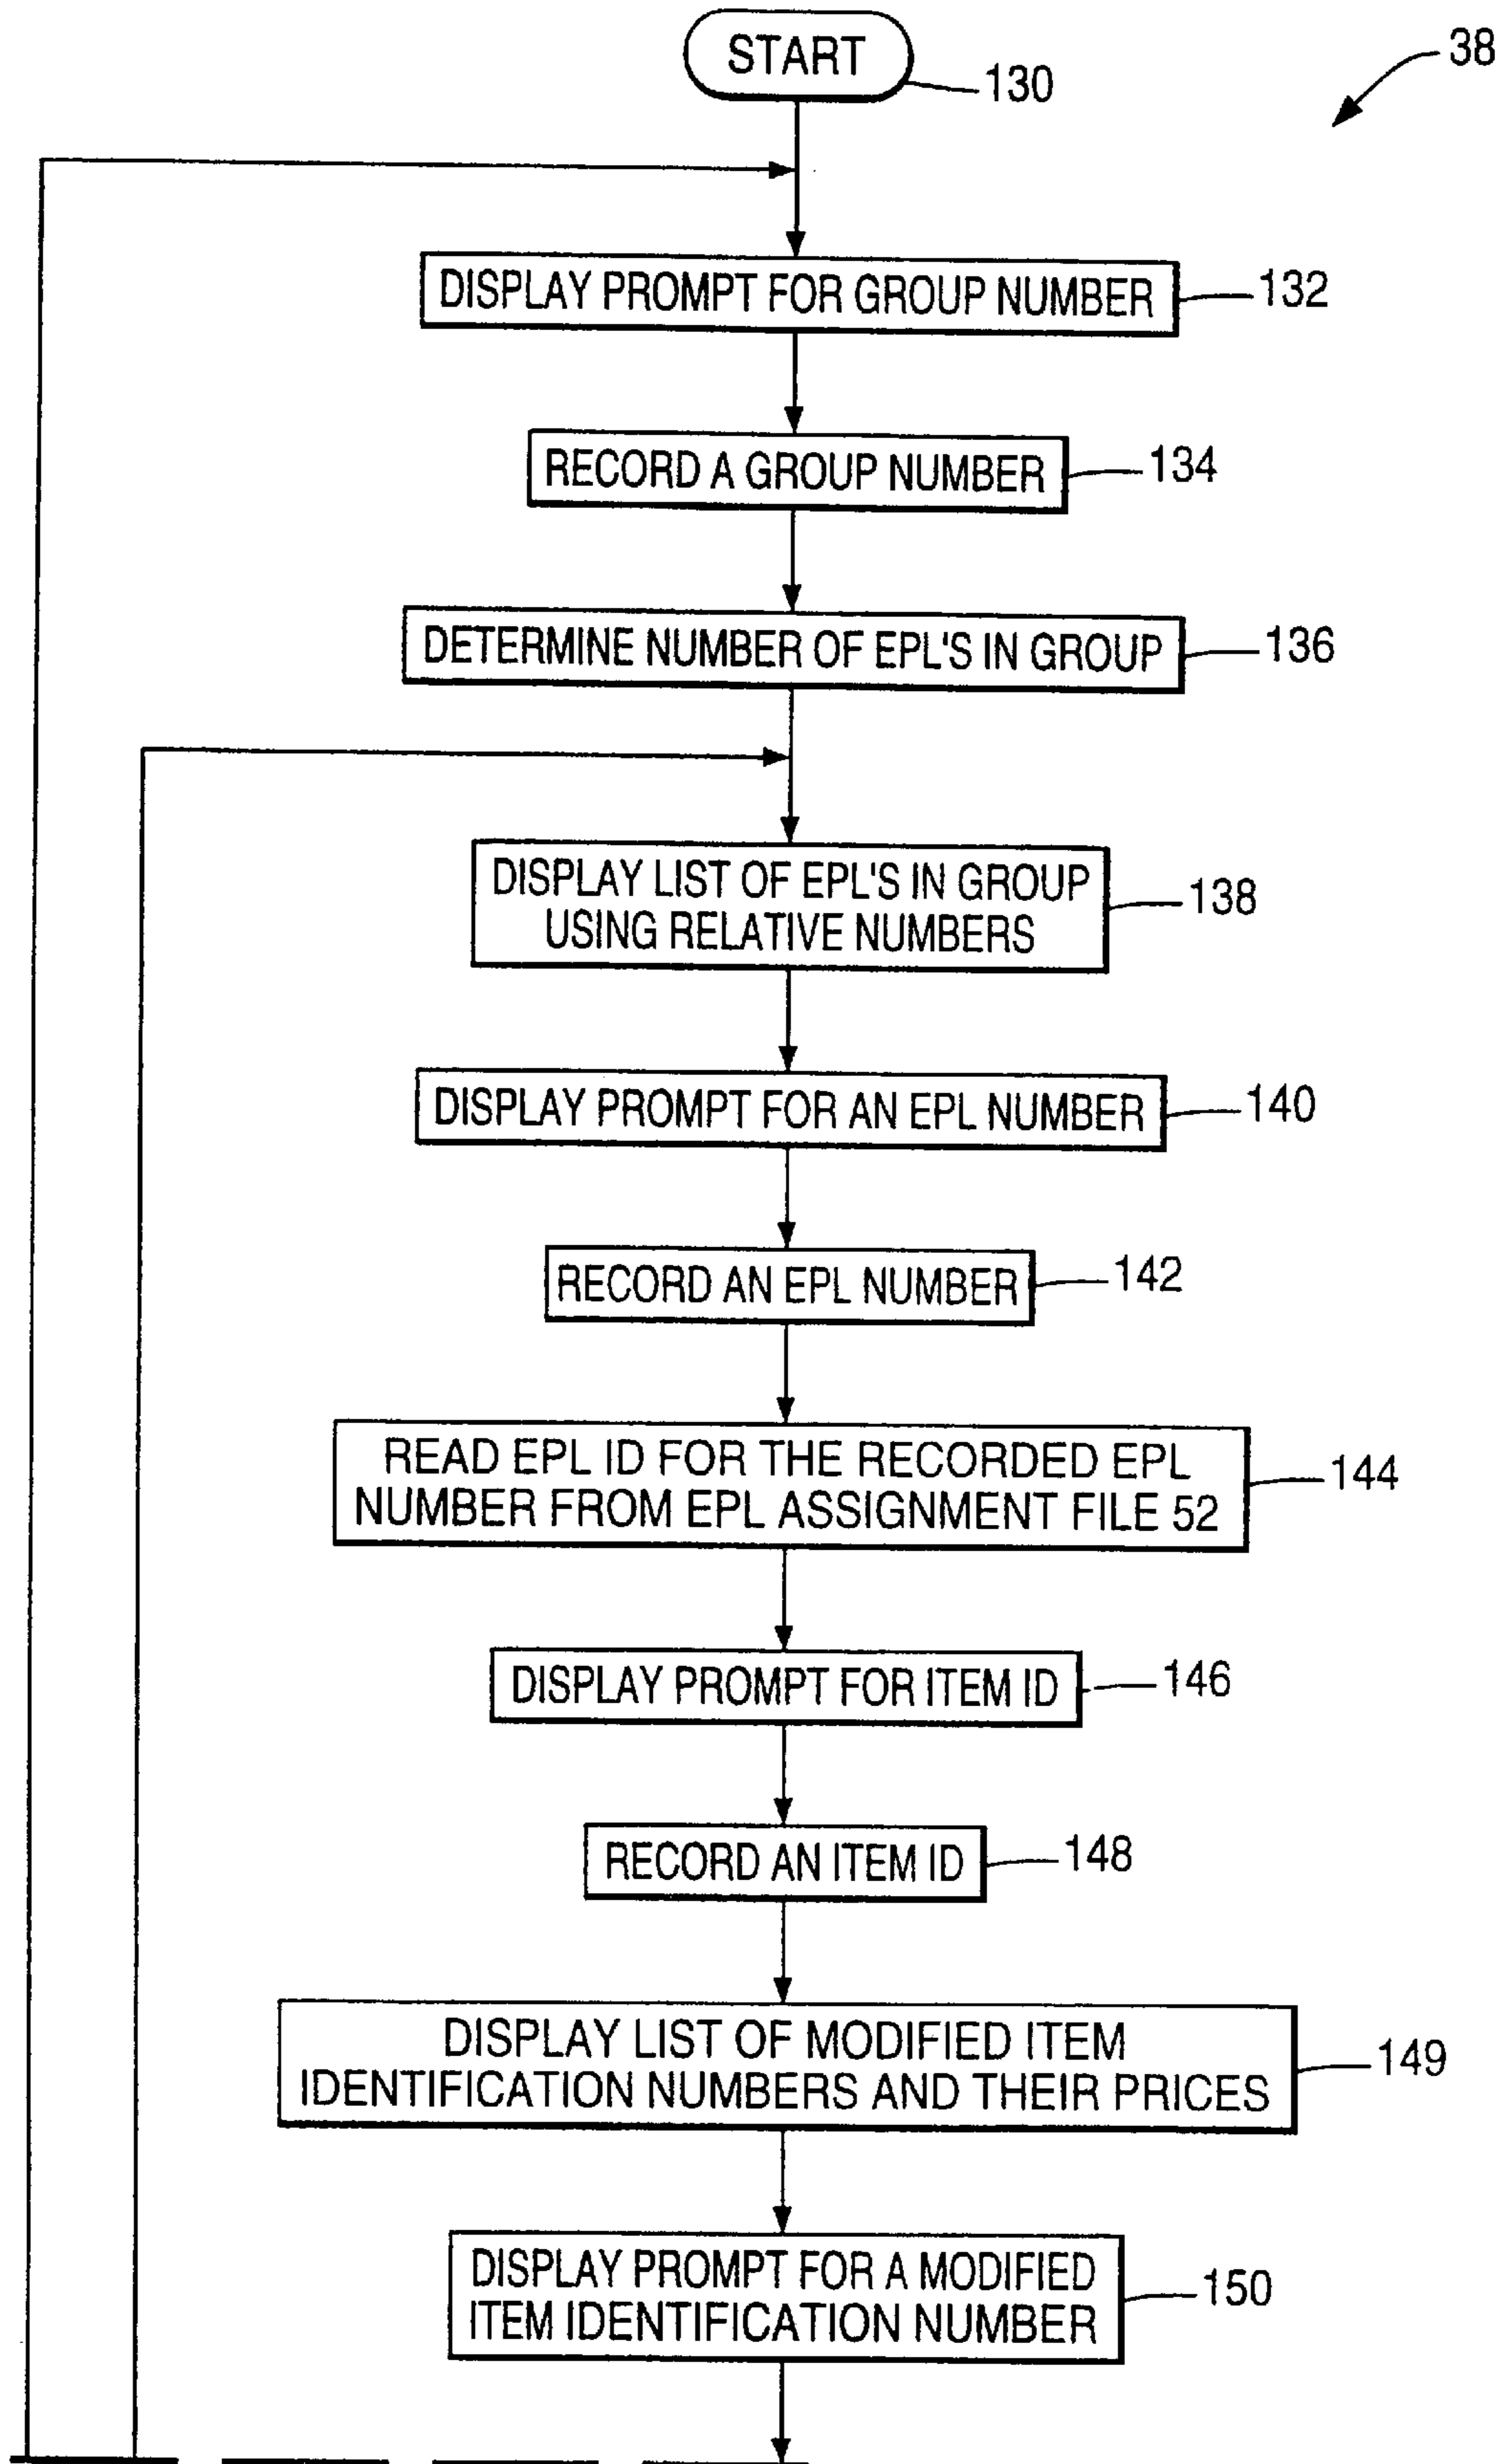 START
130
38
DISPLAY PROMPT FOR GROUP NUMBER
132
RECORD A GROUP NUMBER
134
DETERMINE NUMBER OF EPL'S IN GROUP
136
DISPLAY LIST OF EPL'S IN GROUP
USING RELATIVE NUMBERS
138
DISPLAY PROMPT FOR AN EPL NUMBER
140
RECORD AN EPL NUMBER
142
READ EPL ID FOR THE RECORDED EPL
NUMBER FROM EPL ASSIGNMENT FILE 52
144
DISPLAY PROMPT FOR ITEM ID
146
RECORD AN ITEM ID
148
DISPLAY LIST OF MODIFIED ITEM
IDENTIFICATION NUMBERS AND THEIR PRICES
149
DISPLAY PROMPT FOR A MODIFIED
ITEM IDENTIFICATION NUMBER
150